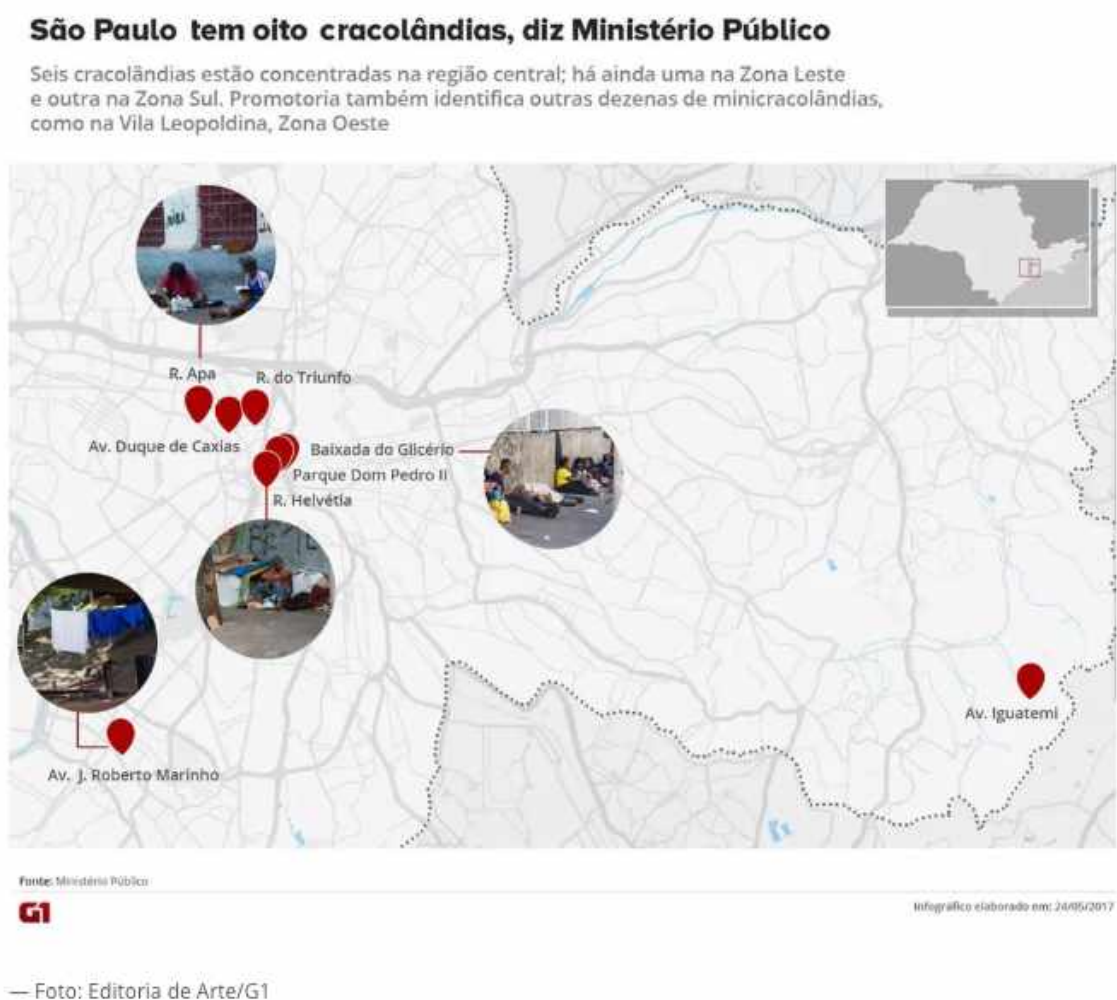 São Paulo tem oito cracolândias, diz Ministério Público
Seis cracolândias estão concentradas na região central; há ainda uma na Zona Leste
e outra na Zona Sul. Promotoria também identifica outras dezenas de minicracolândias,
como na Vila Leopoldina, Zona Oeste
R. Apa
R. do Triunfo
Av. Duque de Caxias
Baixada do Glicério
Parque Dom Pedro II
R. Helvétia
Av. Iguatemi
Av. J. Roberto Marinho
Fonte: Ministério Público
G1
Infográfico elaborado em: 24/05/2017
— Foto: Editoria de Arte/G1